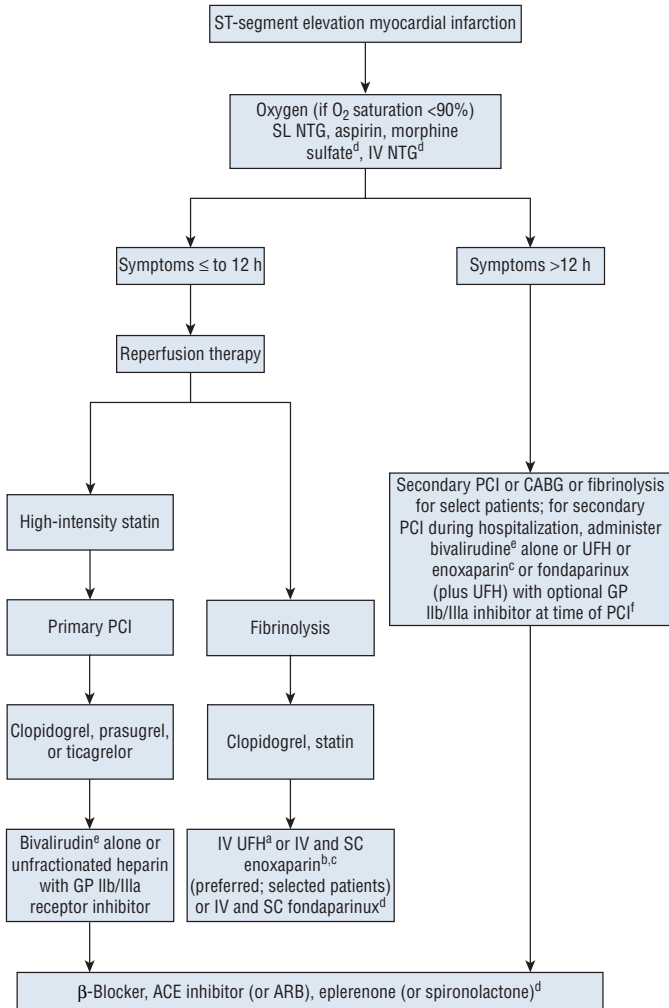 ST-segment elevation myocardial infarction
Oxygen (if O₂ saturation <90%)
SL NTG, aspirin, morphine
sulfateᵈ, IV NTGᵈ
Symptoms ≤ to 12 h
Symptoms >12 h
Reperfusion therapy
High-intensity statin
Primary PCI
Clopidogrel, prasugrel,
or ticagrelor
Bivalirudinᵉ alone or
unfractionated heparin
with GP IIb/IIIa
receptor inhibitor
Fibrinolysis
Clopidogrel, statin
IV UFHᵃ or IV and SC
enoxaparinᵇ,ᶜ
(preferred; selected patients)
or IV and SC fondaparinuxᵈ
Secondary PCI or CABG or fibrinolysis
for select patients; for secondary
PCI during hospitalization, administer
bivalirudineᵉ alone or UFH or
enoxaparinᶜ or fondaparinux
(plus UFH) with optional GP
IIb/IIIa inhibitor at time of PCIᶠ
β-Blocker, ACE inhibitor (or ARB), eplerenone (or spironolactone)ᵈ